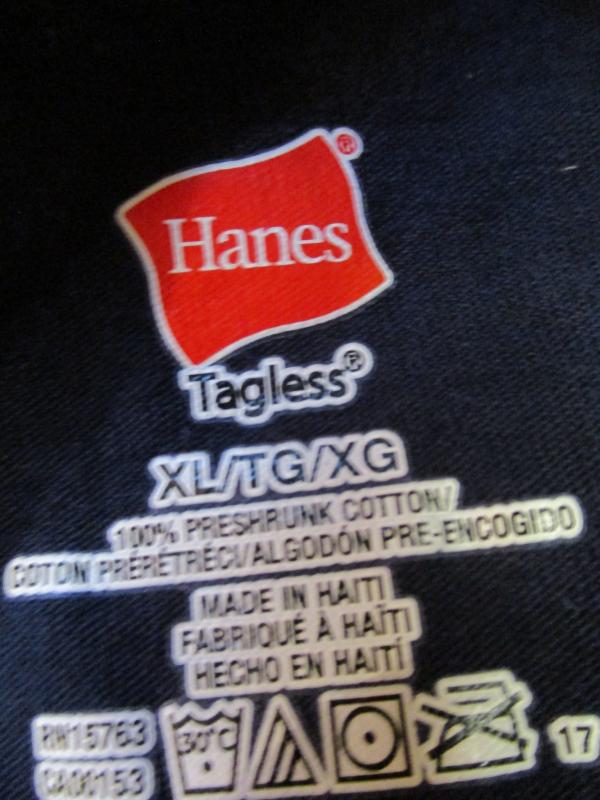 Hanes®
Tagless®
XL/TG/XG
100% PRESHRUNK COTTON/
COTON PRÉRÉTRÉCI/ALGODÓN PRE-ENCOGIDO
MADE IN HAITI
FABRIQUÉ À HAÏTI
HECHO EN HAITÍ
RN15763
CA00153
30°C
17